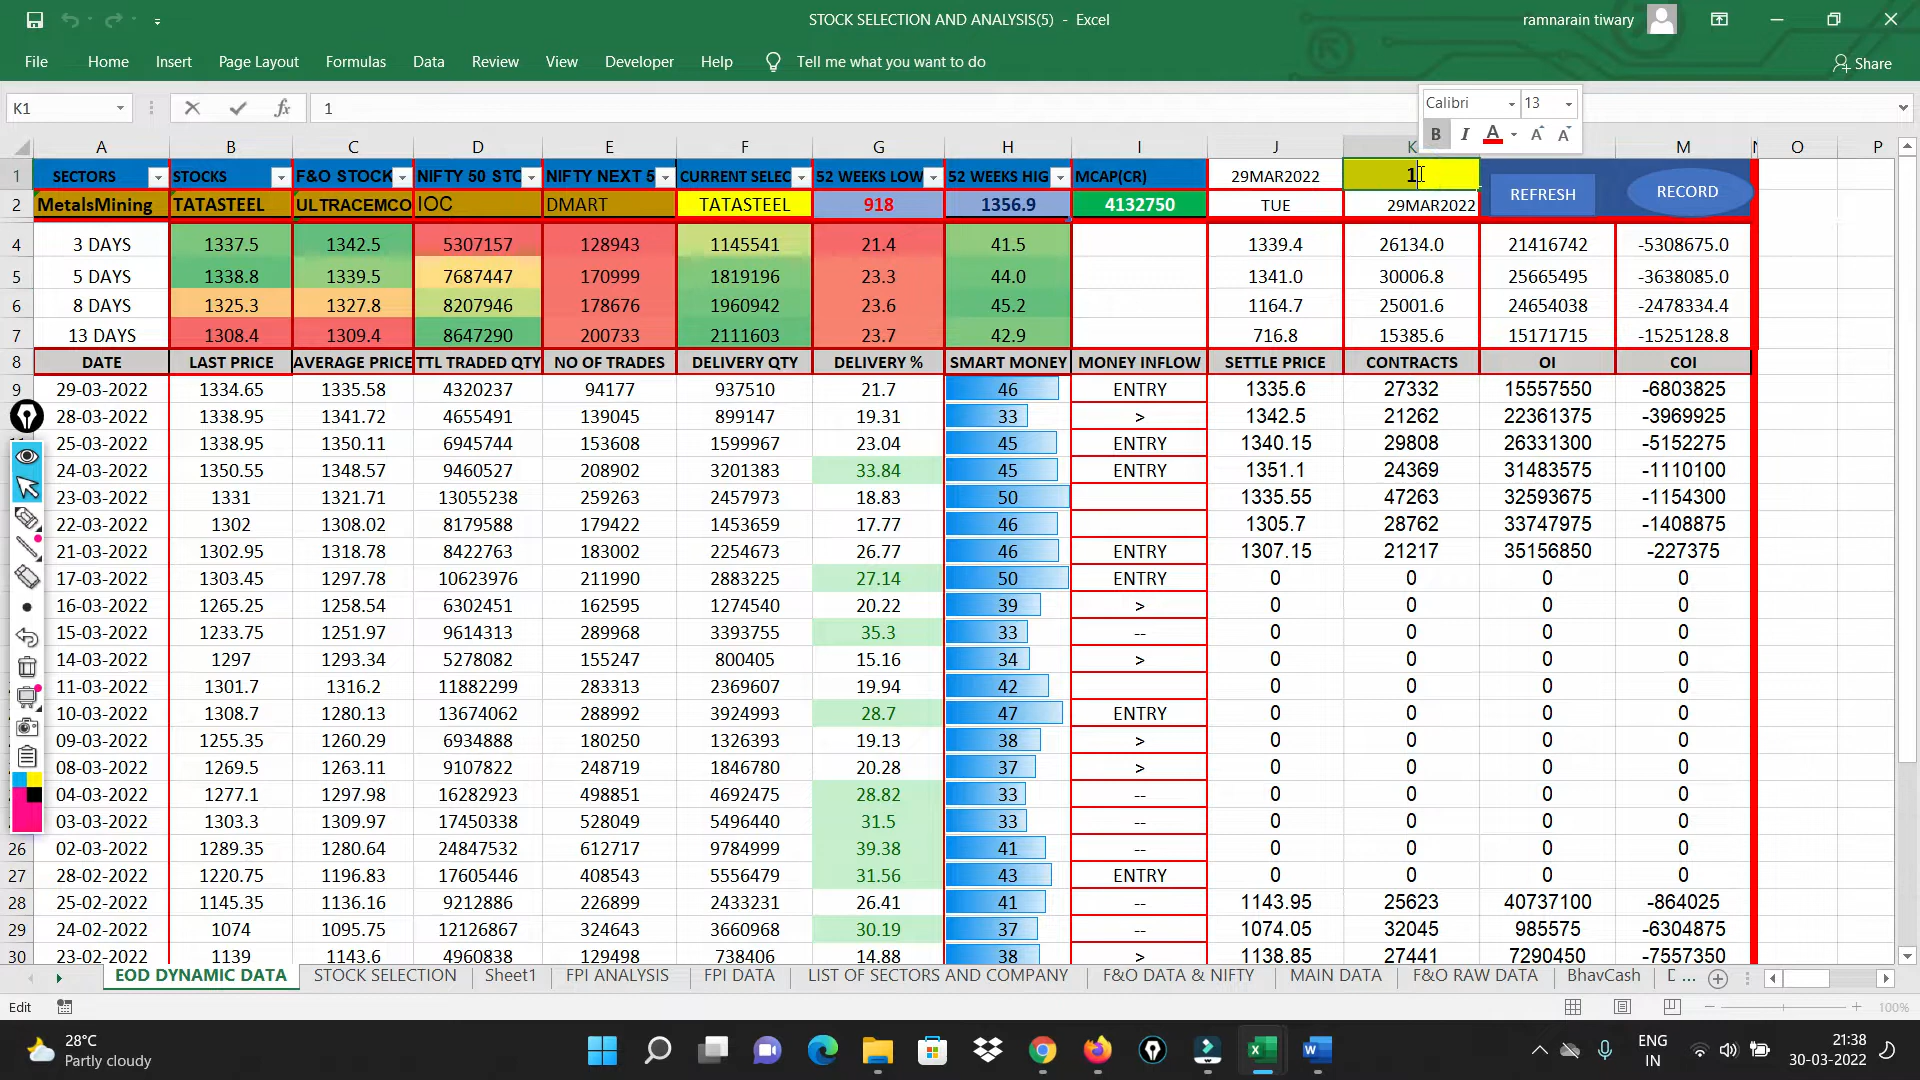 STOCK SELECTION AND ANALYSIS(5) - Excel
ramnarain tiwary
File Home Insert Page Layout Formulas Data Review View Developer Help Tell me what you want to do
Share
K1 fx 1
Calibri 13
B I A A A
A B C D E F G H I J K M O P
1 SECTORS STOCKS F&O STOCK NIFTY 50 STO NIFTY NEXT 5 CURRENT SELEC 52 WEEKS LOW 52 WEEKS HIG MCAP(CR) 29MAR2022 1
REFRESH RECORD
2 MetalsMining TATASTEEL ULTRACEMCO IOC DMART TATASTEEL 918 1356.9 4132750 TUE 29MAR2022
4 3 DAYS 1337.5 1342.5 5307157 128943 1145541 21.4 41.5 1339.4 26134.0 21416742 -5308675.0
5 5 DAYS 1338.8 1339.5 7687447 170999 1819196 23.3 44.0 1341.0 30006.8 25665495 -3638085.0
6 8 DAYS 1325.3 1327.8 8207946 178676 1960942 23.6 45.2 1164.7 25001.6 24654038 -2478334.4
7 13 DAYS 1308.4 1309.4 8647290 200733 2111603 23.7 42.9 716.8 15385.6 15171715 -1525128.8
8 DATE LAST PRICE AVERAGE PRICE TTL TRADED QTY NO OF TRADES DELIVERY QTY DELIVERY % SMART MONEY MONEY INFLOW SETTLE PRICE CONTRACTS OI COI
9 29-03-2022 1334.65 1335.58 4320237 94177 937510 21.7 46 ENTRY 1335.6 27332 15557550 -6803825
28-03-2022 1338.95 1341.72 4655491 139045 899147 19.31 33 > 1342.5 21262 22361375 -3969925
25-03-2022 1338.95 1350.11 6945744 153608 1599967 23.04 45 ENTRY 1340.15 29808 26331300 -5152275
24-03-2022 1350.55 1348.57 9460527 208902 3201383 33.84 45 ENTRY 1351.1 24369 31483575 -1110100
23-03-2022 1331 1321.71 13055238 259263 2457973 18.83 50 1335.55 47263 32593675 -1154300
22-03-2022 1302 1308.02 8179588 179422 1453659 17.77 46 1305.7 28762 33747975 -1408875
21-03-2022 1302.95 1318.78 8422763 183002 2254673 26.77 46 ENTRY 1307.15 21217 35156850 -227375
17-03-2022 1303.45 1297.78 10623976 211990 2883225 27.14 50 ENTRY 0 0 0 0
16-03-2022 1265.25 1258.54 6302451 162595 1274540 20.22 39 > 0 0 0 0
15-03-2022 1233.75 1251.97 9614313 289968 3393755 35.3 33 -- 0 0 0 0
14-03-2022 1297 1293.34 5278082 155247 800405 15.16 34 > 0 0 0 0
11-03-2022 1301.7 1316.2 11882299 283313 2369607 19.94 42 0 0 0 0
10-03-2022 1308.7 1280.13 13674062 288992 3924993 28.7 47 ENTRY 0 0 0 0
09-03-2022 1255.35 1260.29 6934888 180250 1326393 19.13 38 > 0 0 0 0
08-03-2022 1269.5 1263.11 9107822 248719 1846780 20.28 37 > 0 0 0 0
04-03-2022 1277.1 1297.98 16282923 498851 4692475 28.82 33 -- 0 0 0 0
03-03-2022 1303.3 1309.97 17450338 528049 5496440 31.5 33 -- 0 0 0 0
26 02-03-2022 1289.35 1280.64 24847532 612717 9784999 39.38 41 -- 0 0 0 0
27 28-02-2022 1220.75 1196.83 17605446 408543 5556479 31.56 43 ENTRY 0 0 0 0
28 25-02-2022 1145.35 1136.16 9212886 226899 2433231 26.41 41 -- 1143.95 25623 40737100 -864025
29 24-02-2022 1074 1095.75 12126867 324643 3660968 30.19 37 -- 1074.05 32045 985575 -6304875
30 23-02-2022 1139 1143.6 4960838 129498 738406 14.88 38 > 1138.85 27441 7290450 -7557350
EOD DYNAMIC DATA STOCK SELECTION Sheet1 FPI ANALYSIS FPI DATA LIST OF SECTORS AND COMPANY F&O DATA & NIFTY MAIN DATA F&O RAW DATA BhavCash D ...
Edit
100%
28°C
Partly cloudy
ENG
IN
21:38
30-03-2022